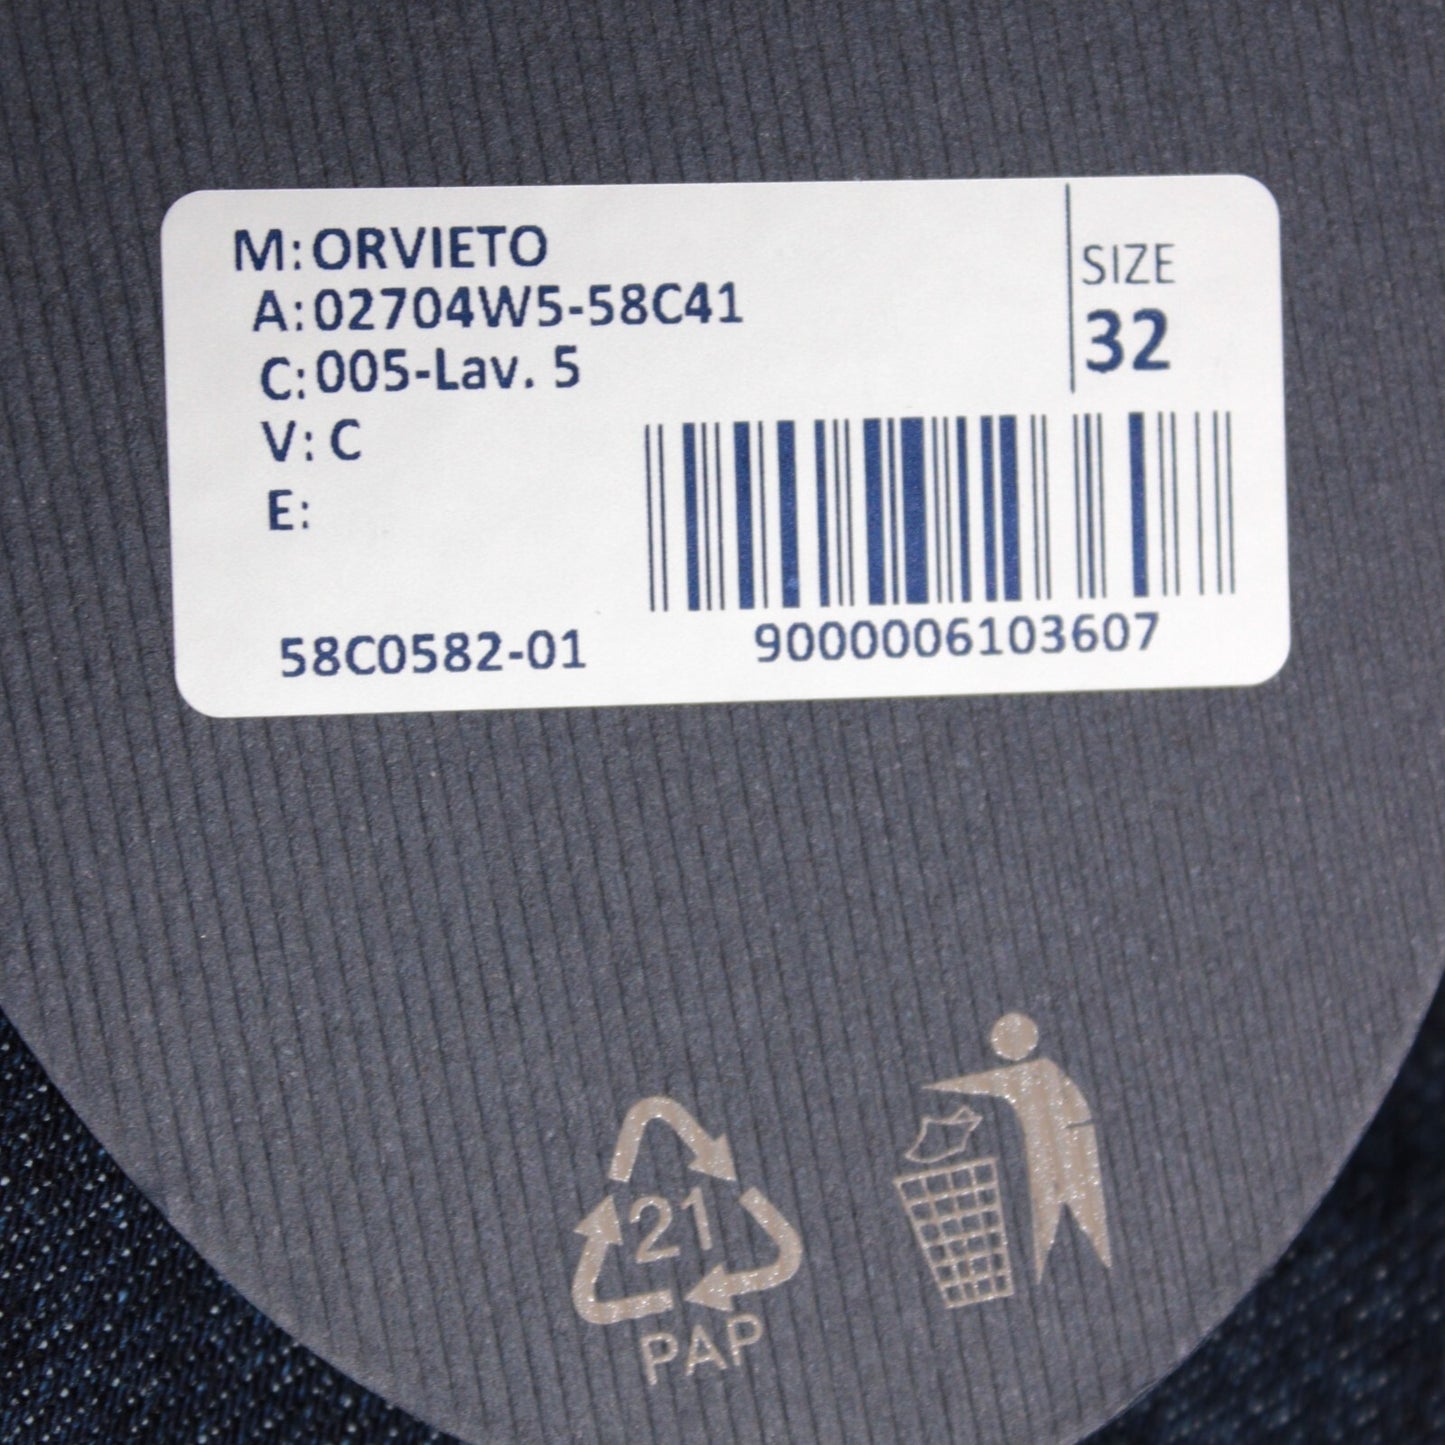 M: ORVIETO
A: 02704W5-58C41
C: 005-Lav. 5
V: C
E:
SIZE
32
58C0582-01
9000006103607
21
PAP